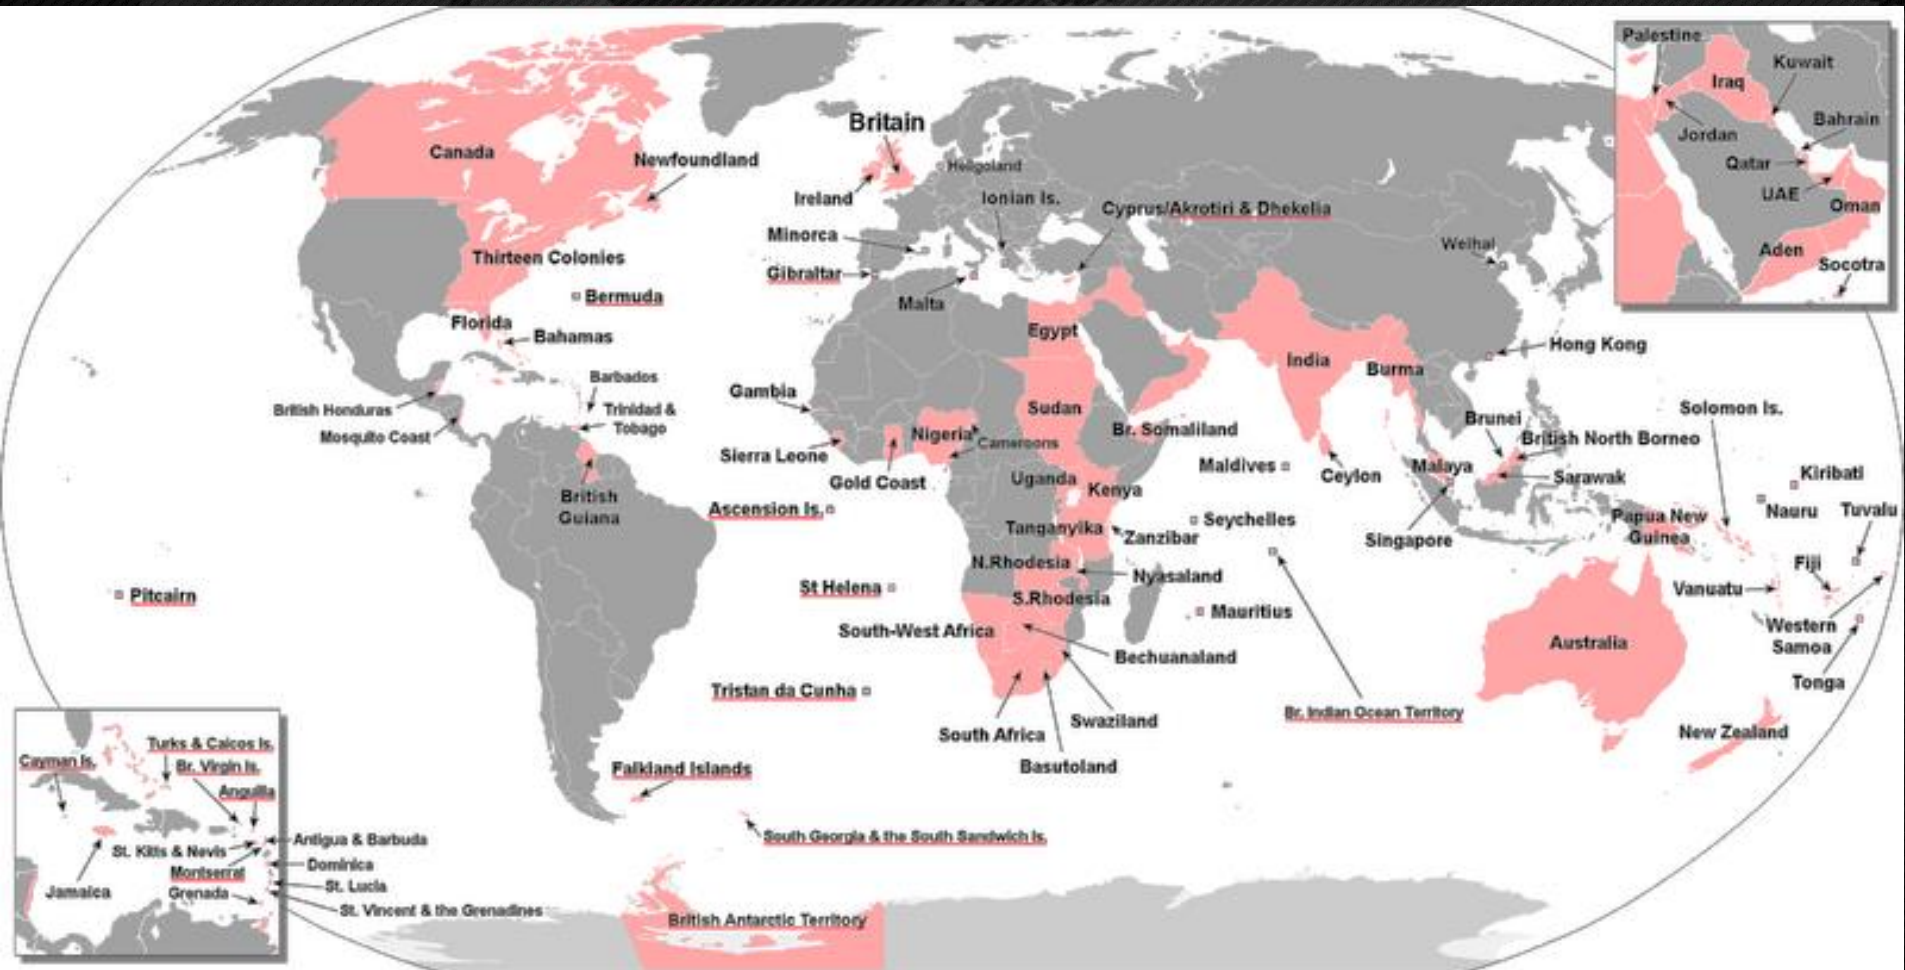 Palestine
Kuwait
Iraq
Bahrain
Jordan
Qatar
UAE
Oman
Aden
Socotra
Britain
Canada
Newfoundland
Heligoland
Ireland
Ionian Is.
Cyprus/Akrotiri & Dhekelia
Minorca
Weihai
Thirteen Colonies
Gibraltar
Bermuda
Malta
Florida
Egypt
Bahamas
Hong Kong
India
Burma
Barbados
Gambia
British Honduras
Trinidad &
Tobago
Sudan
Solomon Is.
Brunei
Mosquito Coast
Nigeria
Cameroons
Br. Somaliland
British North Borneo
Sierra Leone
Maldives
Malaya
Ceylon
Sarawak
Kiribati
Gold Coast
Uganda
Kenya
British
Guiana
Ascension Is.
Nauru
Tuvalu
Seychelles
Papua New
Guinea
Tanganyika
Zanzibar
Singapore
N.Rhodesia
Nyasaland
Fiji
Pitcairn
St Helena
S.Rhodesia
Vanuatu
Mauritius
South-West Africa
Western
Samoa
Australia
Bechuanaland
Tonga
Tristan da Cunha
Br. Indian Ocean Territory
Swaziland
South Africa
New Zealand
Basutoland
Falkland Islands
South Georgia & the South Sandwich Is.
British Antarctic Territory
Turks & Caicos Is.
Cayman Is.
Br. Virgin Is.
Anguilla
Antigua & Barbuda
St. Kitts & Nevis
Dominica
Montserrat
Jamaica
St. Lucia
Grenada
St. Vincent & the Grenadines